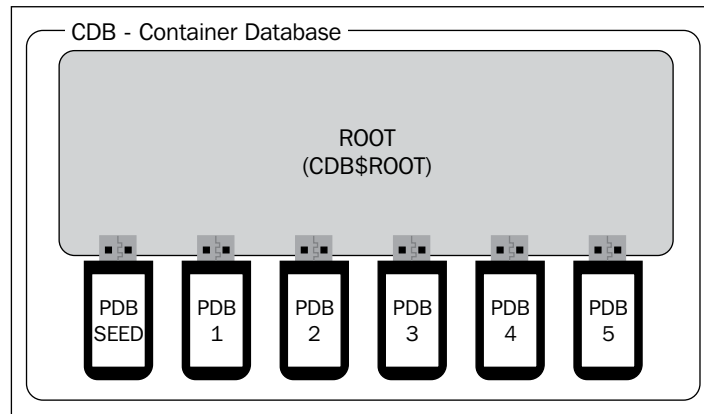 CDB - Container Database
ROOT
(CDB$ROOT)
PDB
SEED
PDB
1
PDB
2
PDB
3
PDB
4
PDB
5